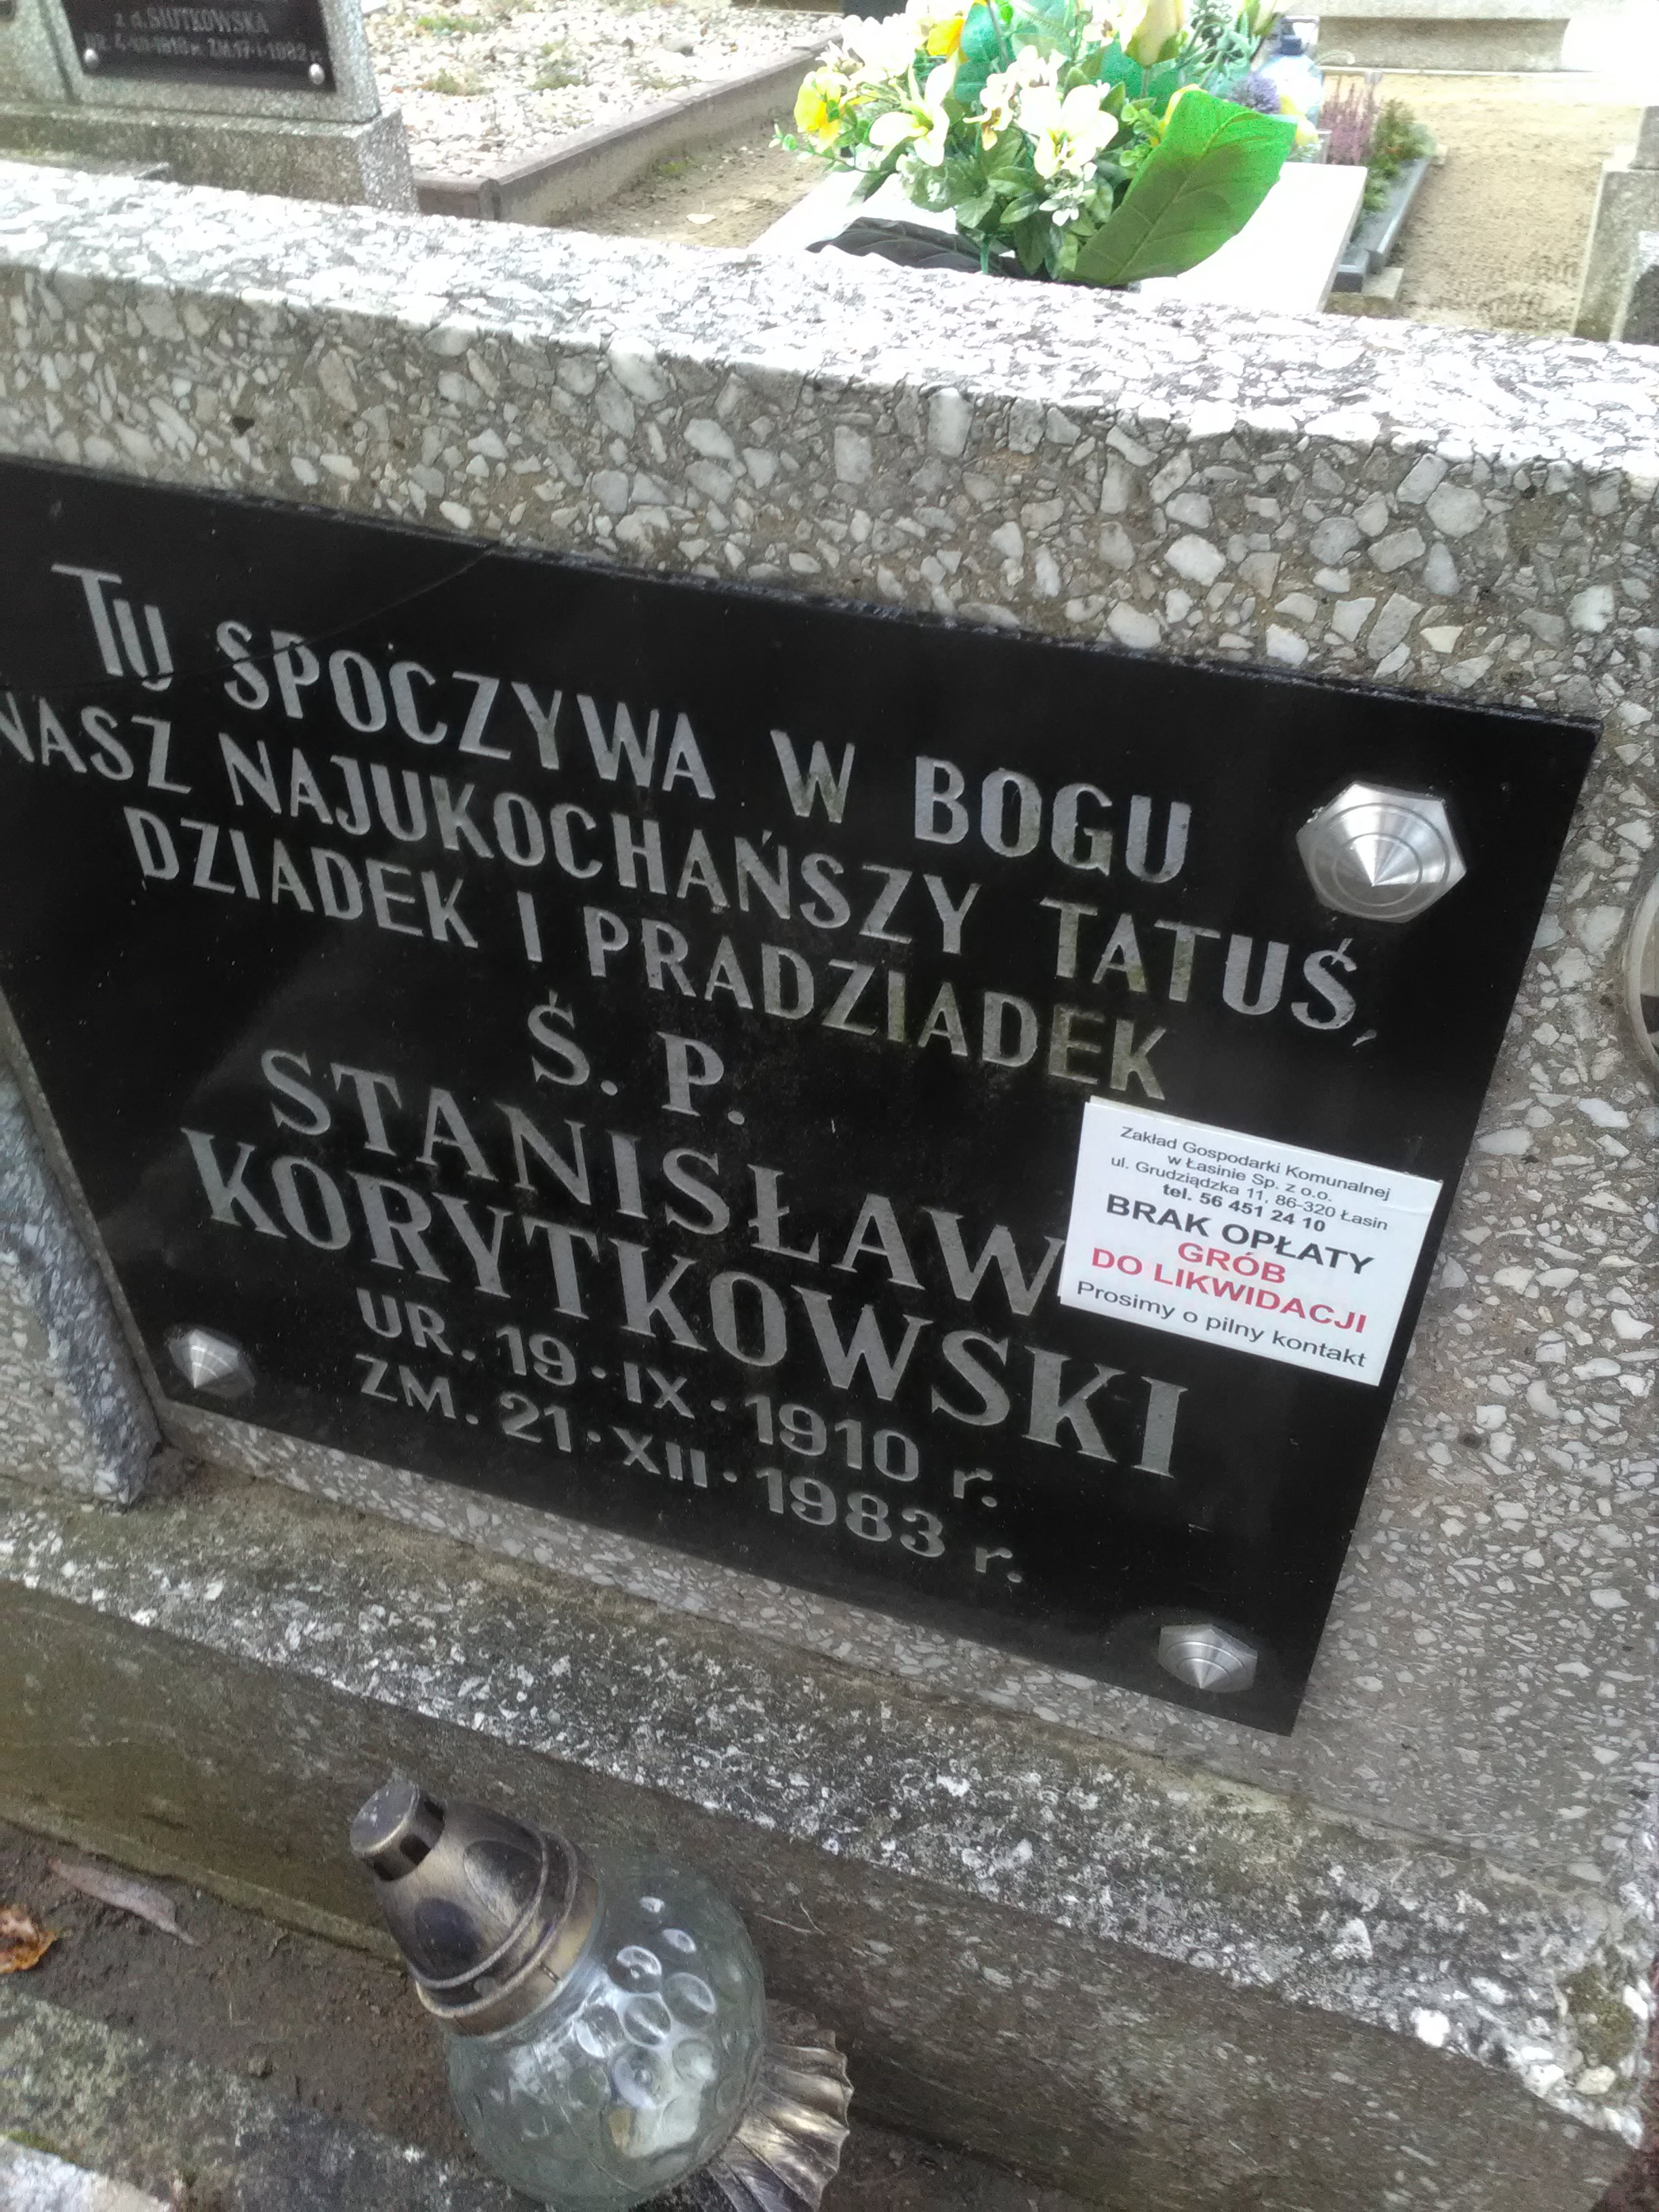 z d. SIUTKOWSKA
TU SPOCZYWA W BOGU
NASZ NAJUKOCHAŃSZY TATUŚ,
DZIADEK I PRADZIADEK
Ś. P.
STANISŁAW
KORYTKOWSKI
UR. 19·IX·1910 r.
ZM. 21·XII·1983 r.
Zakład Gospodarki Komunalnej
w Łasinie Sp. z o.o.
ul. Grudziądzka 11, 86-320 Łasin
tel. 56 451 24 10
BRAK OPŁATY
GRÓB
DO LIKWIDACJI
Prosimy o pilny kontakt